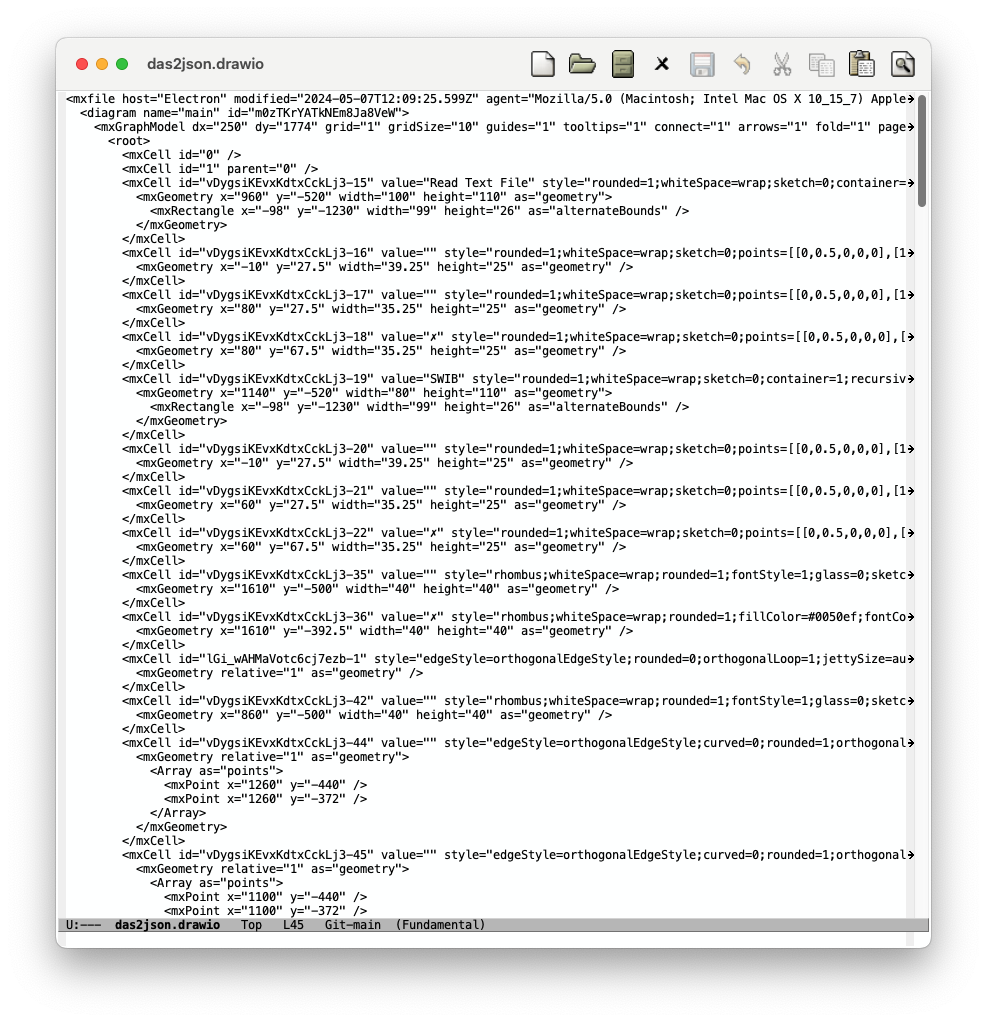 das2json.drawio
<mxfile host="Electron" modified="2024-05-07T12:09:25.599Z" agent="Mozilla/5.0 (Macintosh; Intel Mac OS X 10_15_7) Apple→
<diagram name="main" id="m0zTKrYATkNEm8Ja8VeW">
<mxGraphModel dx="250" dy="1774" grid="1" gridSize="10" guides="1" tooltips="1" connect="1" arrows="1" fold="1" page→
<root>
<mxCell id="0" />
<mxCell id="1" parent="0" />
<mxCell id="vDygsiKEvxKdtxCckLj3-15" value="Read Text File" style="rounded=1;whiteSpace=wrap;sketch=0;container=→
<mxGeometry x="960" y="-520" width="100" height="110" as="geometry">
<mxRectangle x="-98" y="-1230" width="99" height="26" as="alternateBounds" />
</mxGeometry>
</mxCell>
<mxCell id="vDygsiKEvxKdtxCckLj3-16" value="" style="rounded=1;whiteSpace=wrap;sketch=0;points=[[0,0.5,0,0,0],[1→
<mxGeometry x="-10" y="27.5" width="39.25" height="25" as="geometry" />
</mxCell>
<mxCell id="vDygsiKEvxKdtxCckLj3-17" value="" style="rounded=1;whiteSpace=wrap;sketch=0;points=[[0,0.5,0,0,0],[1→
<mxGeometry x="80" y="27.5" width="35.25" height="25" as="geometry" />
</mxCell>
<mxCell id="vDygsiKEvxKdtxCckLj3-18" value="✗" style="rounded=1;whiteSpace=wrap;sketch=0;points=[[0,0.5,0,0,0],[→
<mxGeometry x="80" y="67.5" width="35.25" height="25" as="geometry" />
</mxCell>
<mxCell id="vDygsiKEvxKdtxCckLj3-19" value="SWIB" style="rounded=1;whiteSpace=wrap;sketch=0;container=1;recursiv→
<mxGeometry x="1140" y="-520" width="80" height="110" as="geometry">
<mxRectangle x="-98" y="-1230" width="99" height="26" as="alternateBounds" />
</mxGeometry>
</mxCell>
<mxCell id="vDygsiKEvxKdtxCckLj3-20" value="" style="rounded=1;whiteSpace=wrap;sketch=0;points=[[0,0.5,0,0,0],[1→
<mxGeometry x="-10" y="27.5" width="39.25" height="25" as="geometry" />
</mxCell>
<mxCell id="vDygsiKEvxKdtxCckLj3-21" value="" style="rounded=1;whiteSpace=wrap;sketch=0;points=[[0,0.5,0,0,0],[1→
<mxGeometry x="60" y="27.5" width="35.25" height="25" as="geometry" />
</mxCell>
<mxCell id="vDygsiKEvxKdtxCckLj3-22" value="✗" style="rounded=1;whiteSpace=wrap;sketch=0;points=[[0,0.5,0,0,0],[→
<mxGeometry x="60" y="67.5" width="35.25" height="25" as="geometry" />
</mxCell>
<mxCell id="vDygsiKEvxKdtxCckLj3-35" value="" style="rhombus;whiteSpace=wrap;rounded=1;fontStyle=1;glass=0;sketc→
<mxGeometry x="1610" y="-500" width="40" height="40" as="geometry" />
</mxCell>
<mxCell id="vDygsiKEvxKdtxCckLj3-36" value="✗" style="rhombus;whiteSpace=wrap;rounded=1;fillColor=#0050ef;fontCo→
<mxGeometry x="1610" y="-392.5" width="40" height="40" as="geometry" />
</mxCell>
<mxCell id="lGi_wAHMaVotc6cj7ezb-1" style="edgeStyle=orthogonalEdgeStyle;rounded=0;orthogonalLoop=1;jettySize=au→
<mxGeometry relative="1" as="geometry" />
</mxCell>
<mxCell id="vDygsiKEvxKdtxCckLj3-42" value="" style="rhombus;whiteSpace=wrap;rounded=1;fontStyle=1;glass=0;sketc→
<mxGeometry x="860" y="-500" width="40" height="40" as="geometry" />
</mxCell>
<mxCell id="vDygsiKEvxKdtxCckLj3-44" value="" style="edgeStyle=orthogonalEdgeStyle;curved=0;rounded=1;orthogonal→
<mxGeometry relative="1" as="geometry">
<Array as="points">
<mxPoint x="1260" y="-440" />
<mxPoint x="1260" y="-372" />
</Array>
</mxGeometry>
</mxCell>
<mxCell id="vDygsiKEvxKdtxCckLj3-45" value="" style="edgeStyle=orthogonalEdgeStyle;curved=0;rounded=1;orthogonal→
<mxGeometry relative="1" as="geometry">
<Array as="points">
<mxPoint x="1100" y="-440" />
<mxPoint x="1100" y="-372" />
U:--- das2json.drawio Top L45 Git-main (Fundamental)